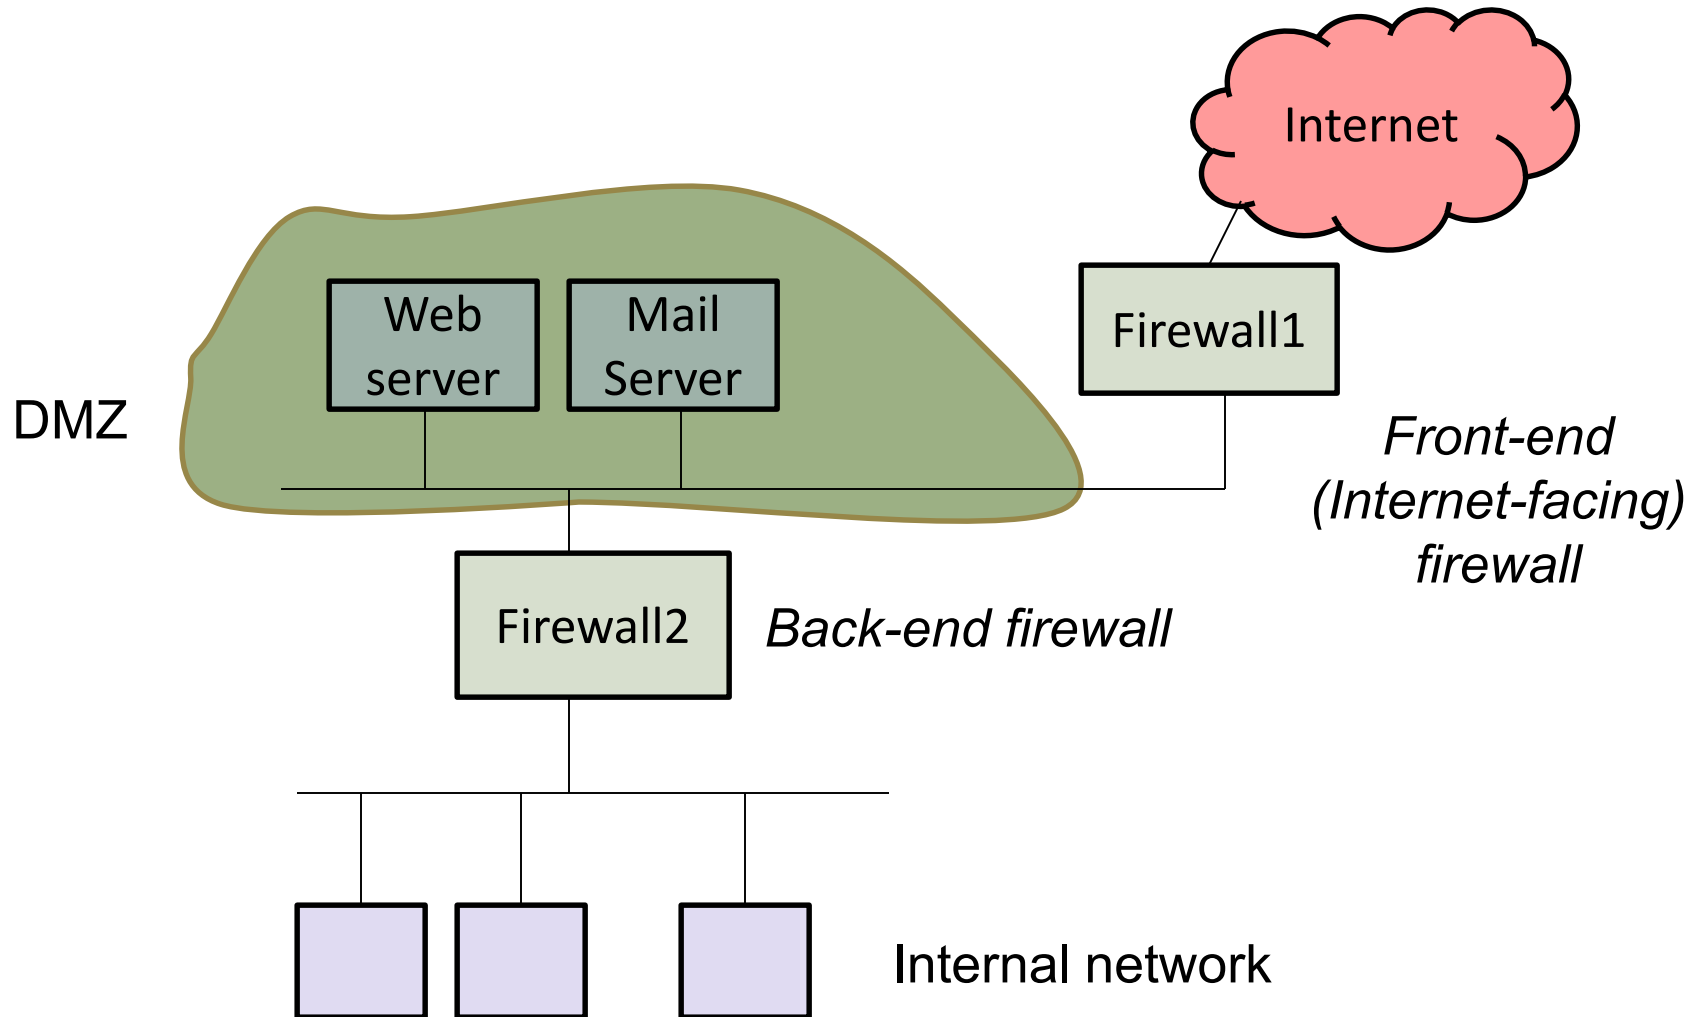 Internet
Web
server
Mail
Server
Firewall1
DMZ
Front-end
(Internet-facing)
firewall
Firewall2
Back-end firewall
Internal network